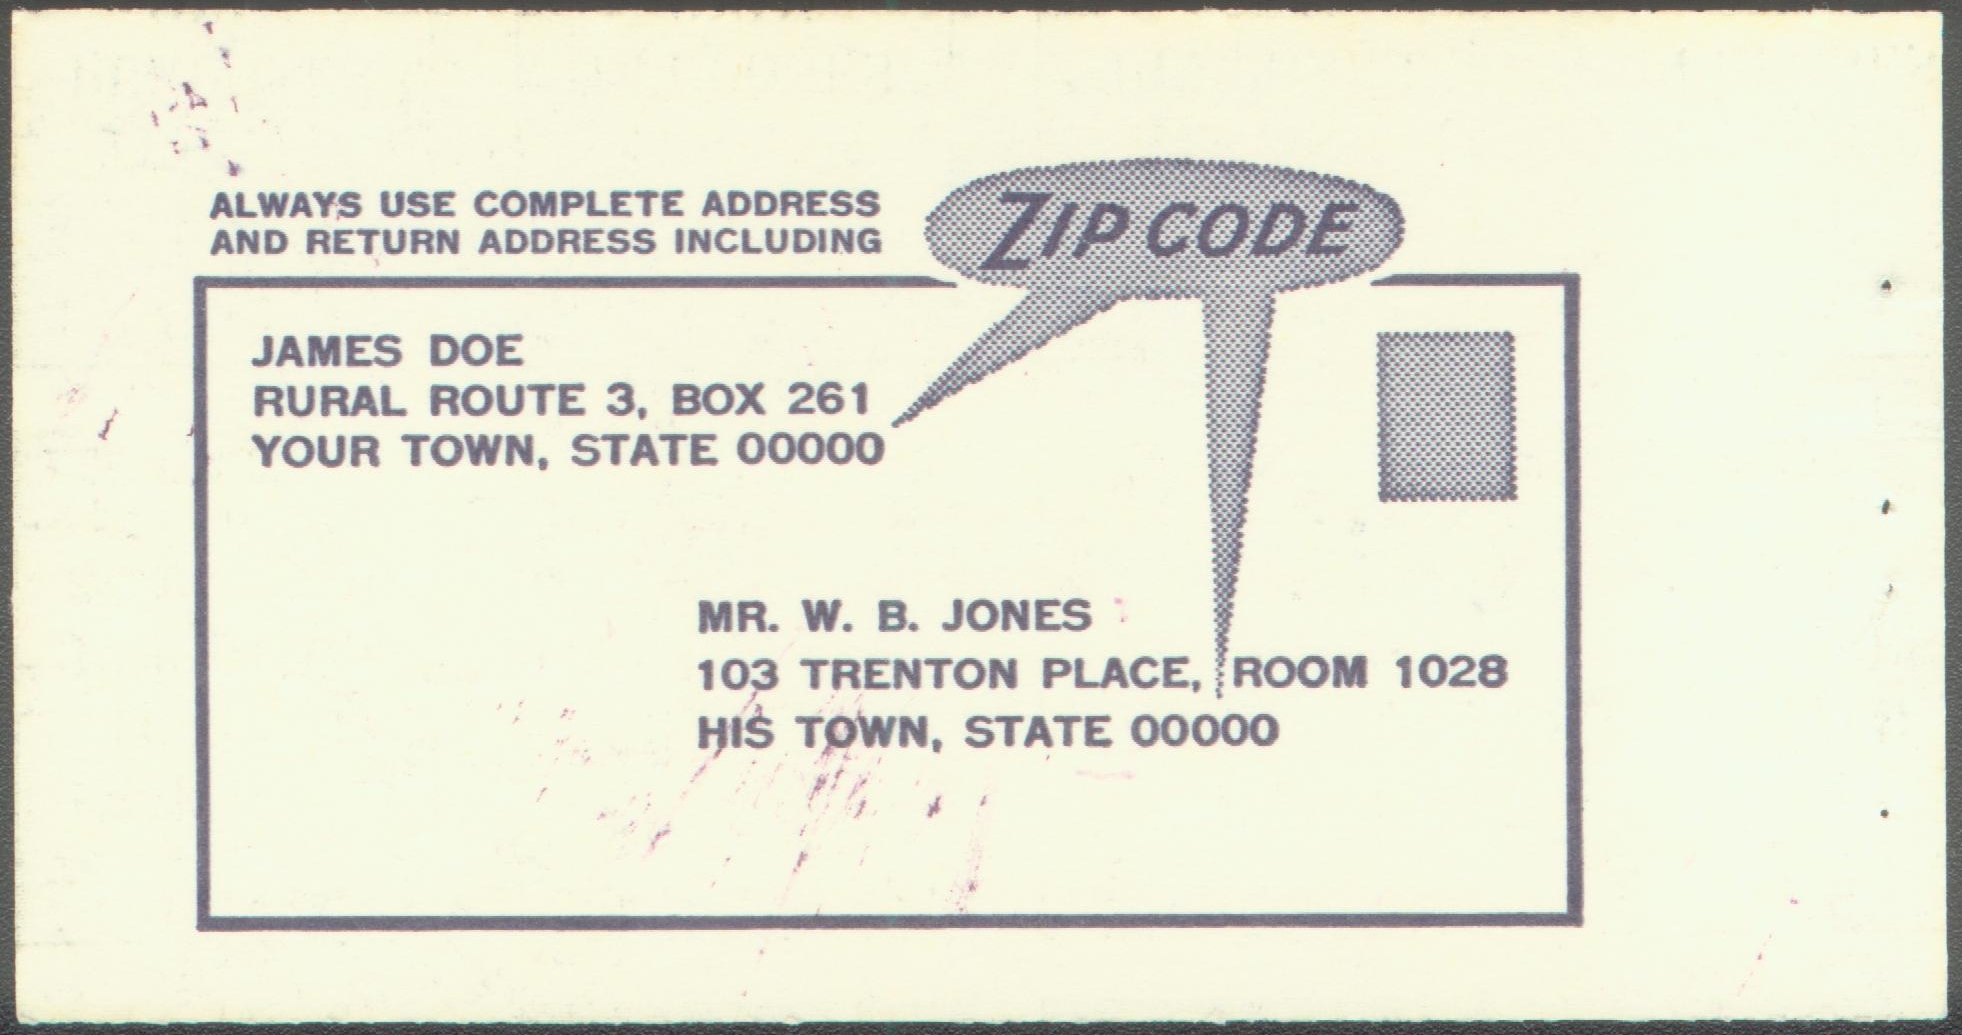 ALWAYS USE COMPLETE ADDRESS
AND RETURN ADDRESS INCLUDING
ZIP CODE
JAMES DOE
RURAL ROUTE 3, BOX 261
YOUR TOWN, STATE 00000
MR. W. B. JONES
103 TRENTON PLACE, ROOM 1028
HIS TOWN, STATE 00000